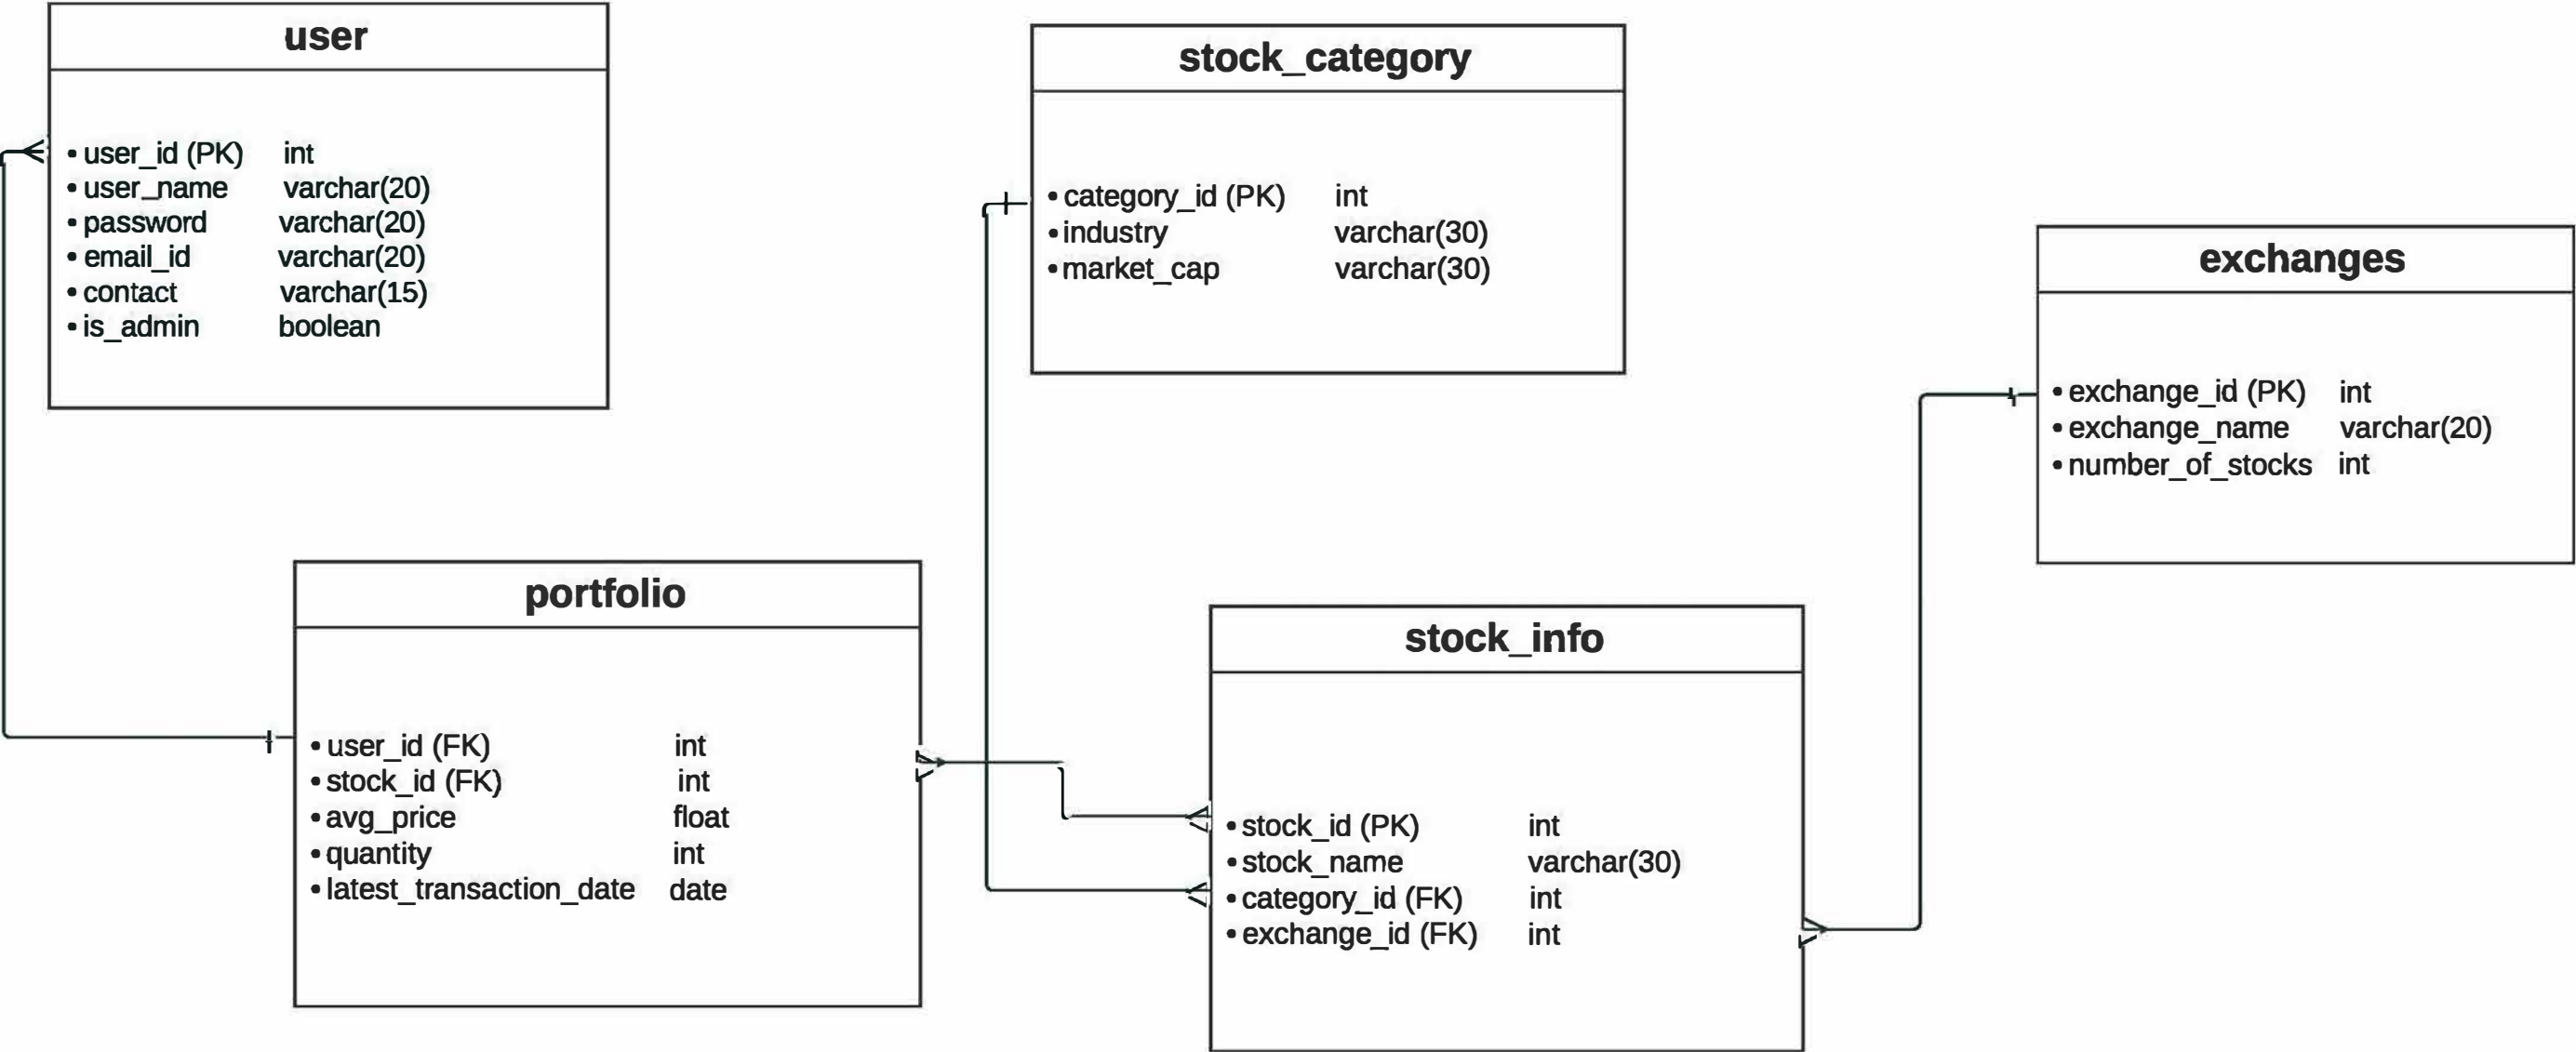 user
• user_id (PK) int
• user_name varchar(20)
• password varchar(20)
• email_id varchar(20)
• contact varchar(15)
• is_admin boolean
stock_category
• category_id (PK) int
• industry varchar(30)
• market_cap varchar(30)
exchanges
• exchange_id (PK) int
• exchange_name varchar(20)
• number_of_stocks int
portfolio
• user_id (FK) int
• stock_id (FK) int
• avg_price float
• quantity int
• latest_transaction_date date
stock_info
• stock_id (PK) int
• stock_name varchar(30)
• category_id (FK) int
• exchange_id (FK) int